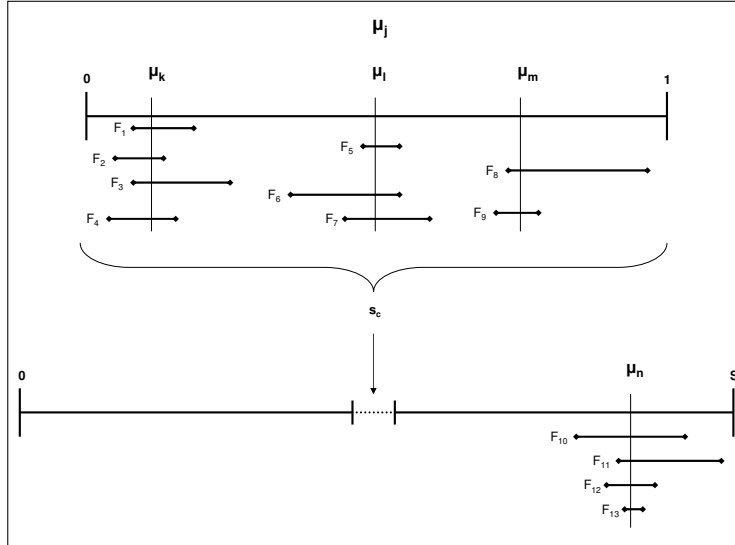 μj
0 μk μl μm 1
F1
F5
F2
F8
F3
F6
F9
F4 F7
sc
0 μn S
F10
F11
F12
F13